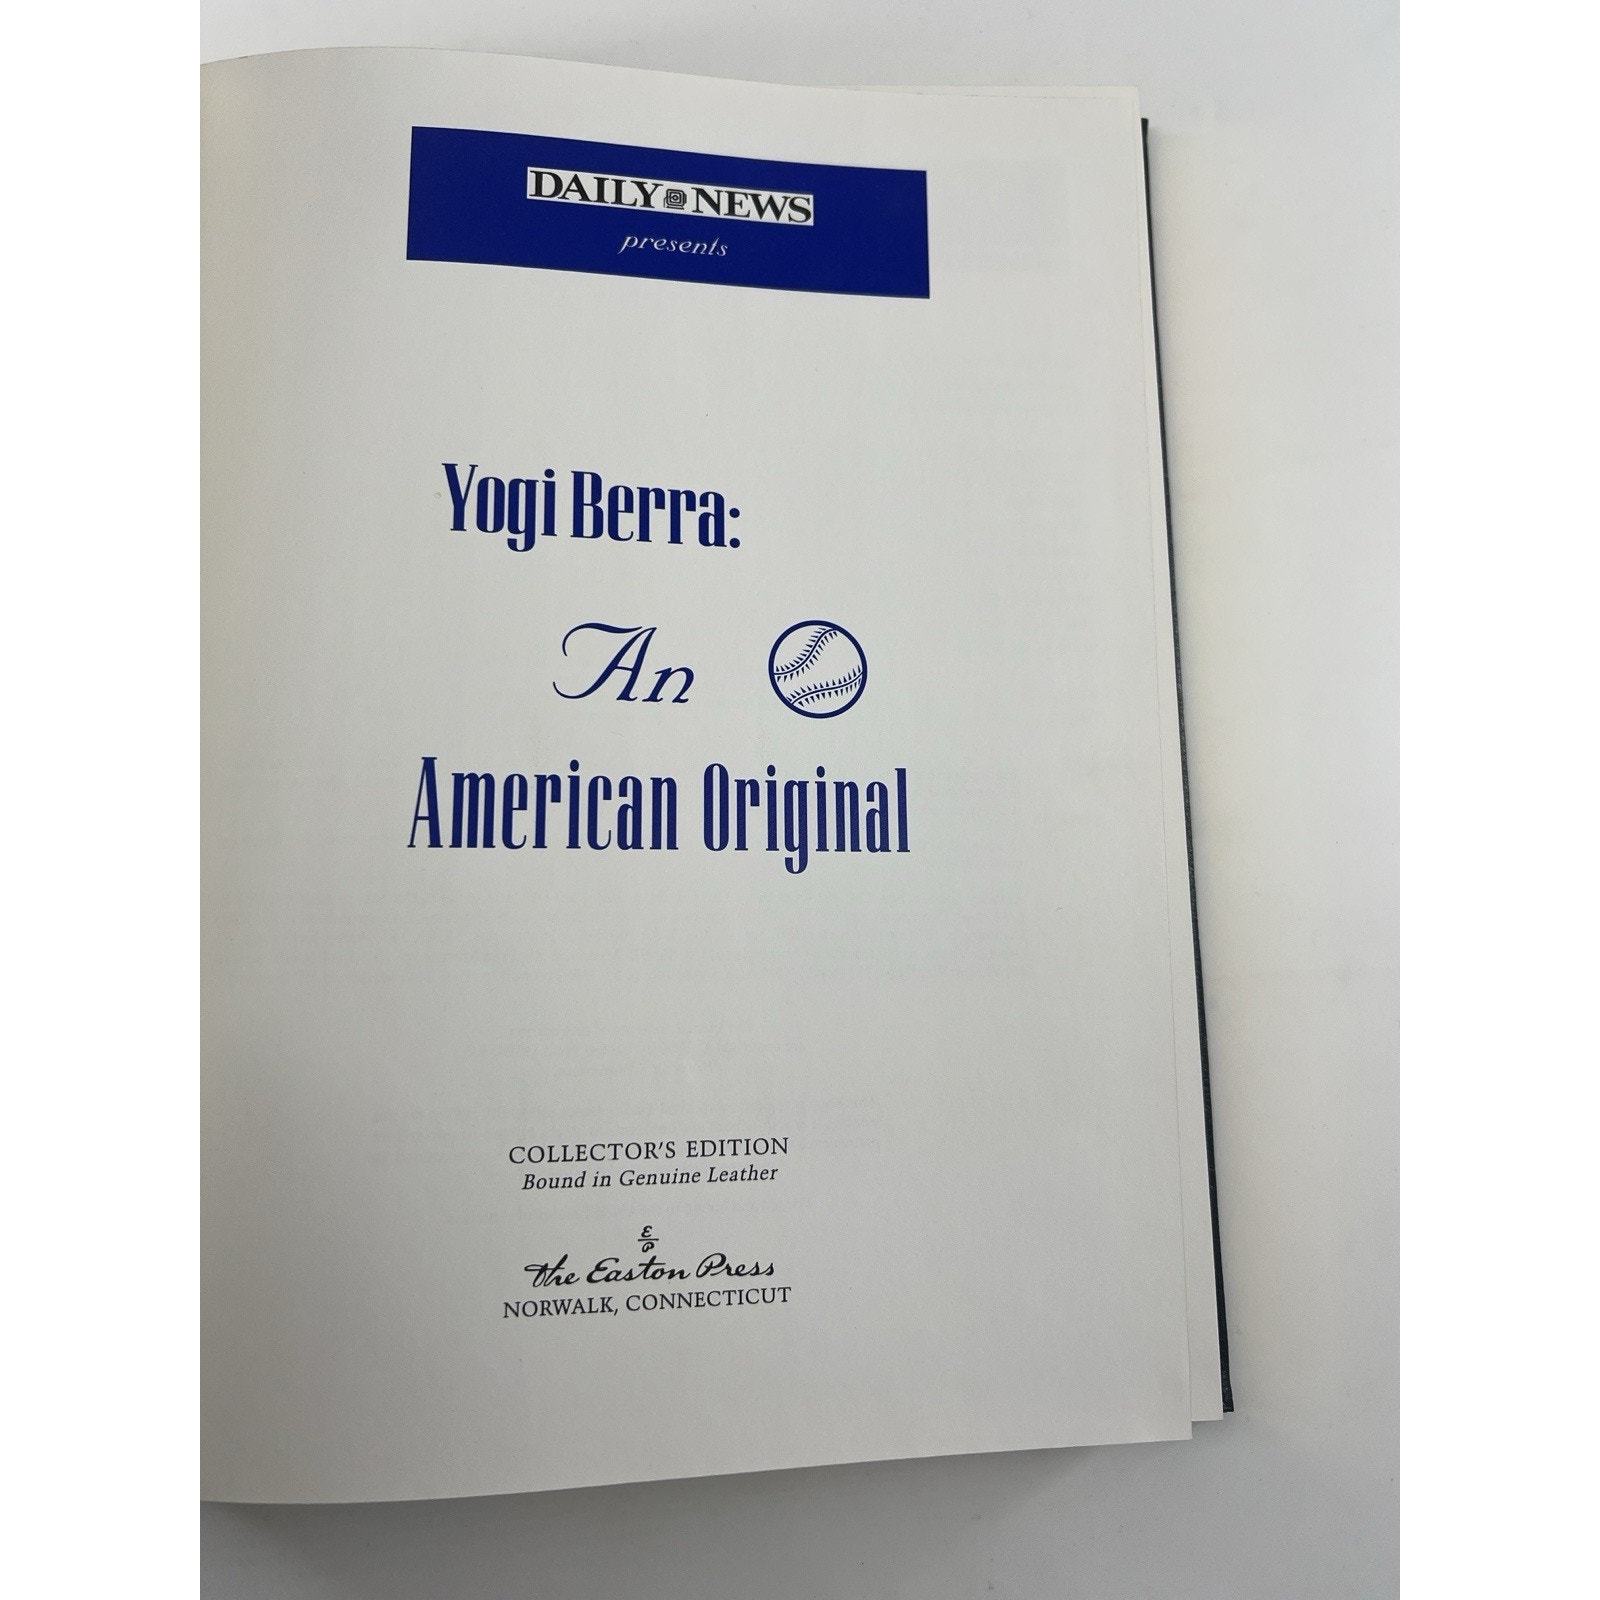 DAILY NEWS
presents
Yogi Berra:
An
American Original
COLLECTOR'S EDITION
Bound in Genuine Leather
E
P
The Easton Press
NORWALK, CONNECTICUT